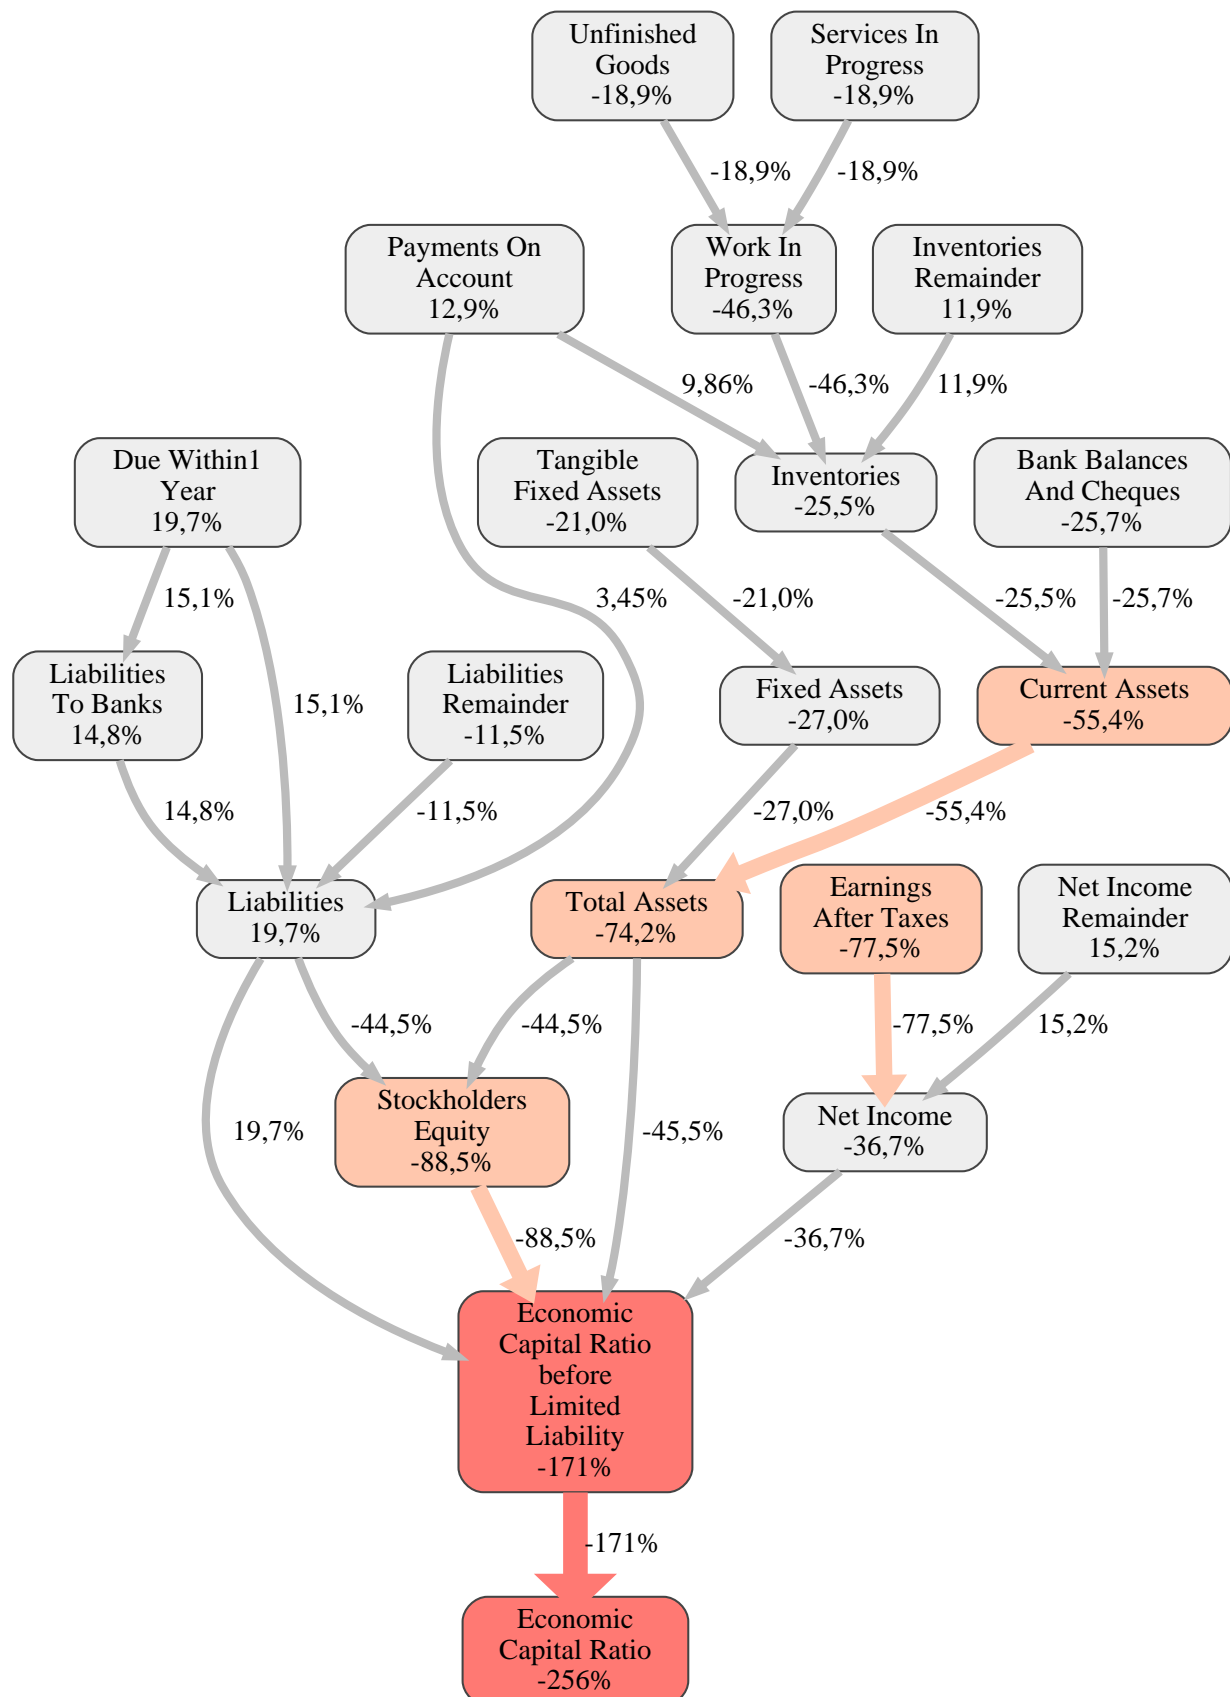 Unfinished
Goods
-18,9%
Services In
Progress
-18,9%
-18,9%
-18,9%
Payments On
Account
12,9%
Work In
Progress
-46,3%
Inventories
Remainder
11,9%
9,86%
-46,3%
11,9%
Due Within1
Year
19,7%
Tangible
Fixed Assets
-21,0%
Inventories
-25,5%
Bank Balances
And Cheques
-25,7%
15,1%
3,45%
-21,0%
-25,5%
-25,7%
Liabilities
To Banks
14,8%
15,1%
Liabilities
Remainder
-11,5%
Fixed Assets
-27,0%
Current Assets
-55,4%
14,8%
-11,5%
-27,0%
-55,4%
Liabilities
19,7%
Total Assets
-74,2%
Earnings
After Taxes
-77,5%
Net Income
Remainder
15,2%
-44,5%
-44,5%
-77,5%
15,2%
19,7%
Stockholders
Equity
-88,5%
-45,5%
Net Income
-36,7%
-88,5%
-36,7%
Economic
Capital Ratio
before
Limited
Liability
-171%
-171%
Economic
Capital Ratio
-256%